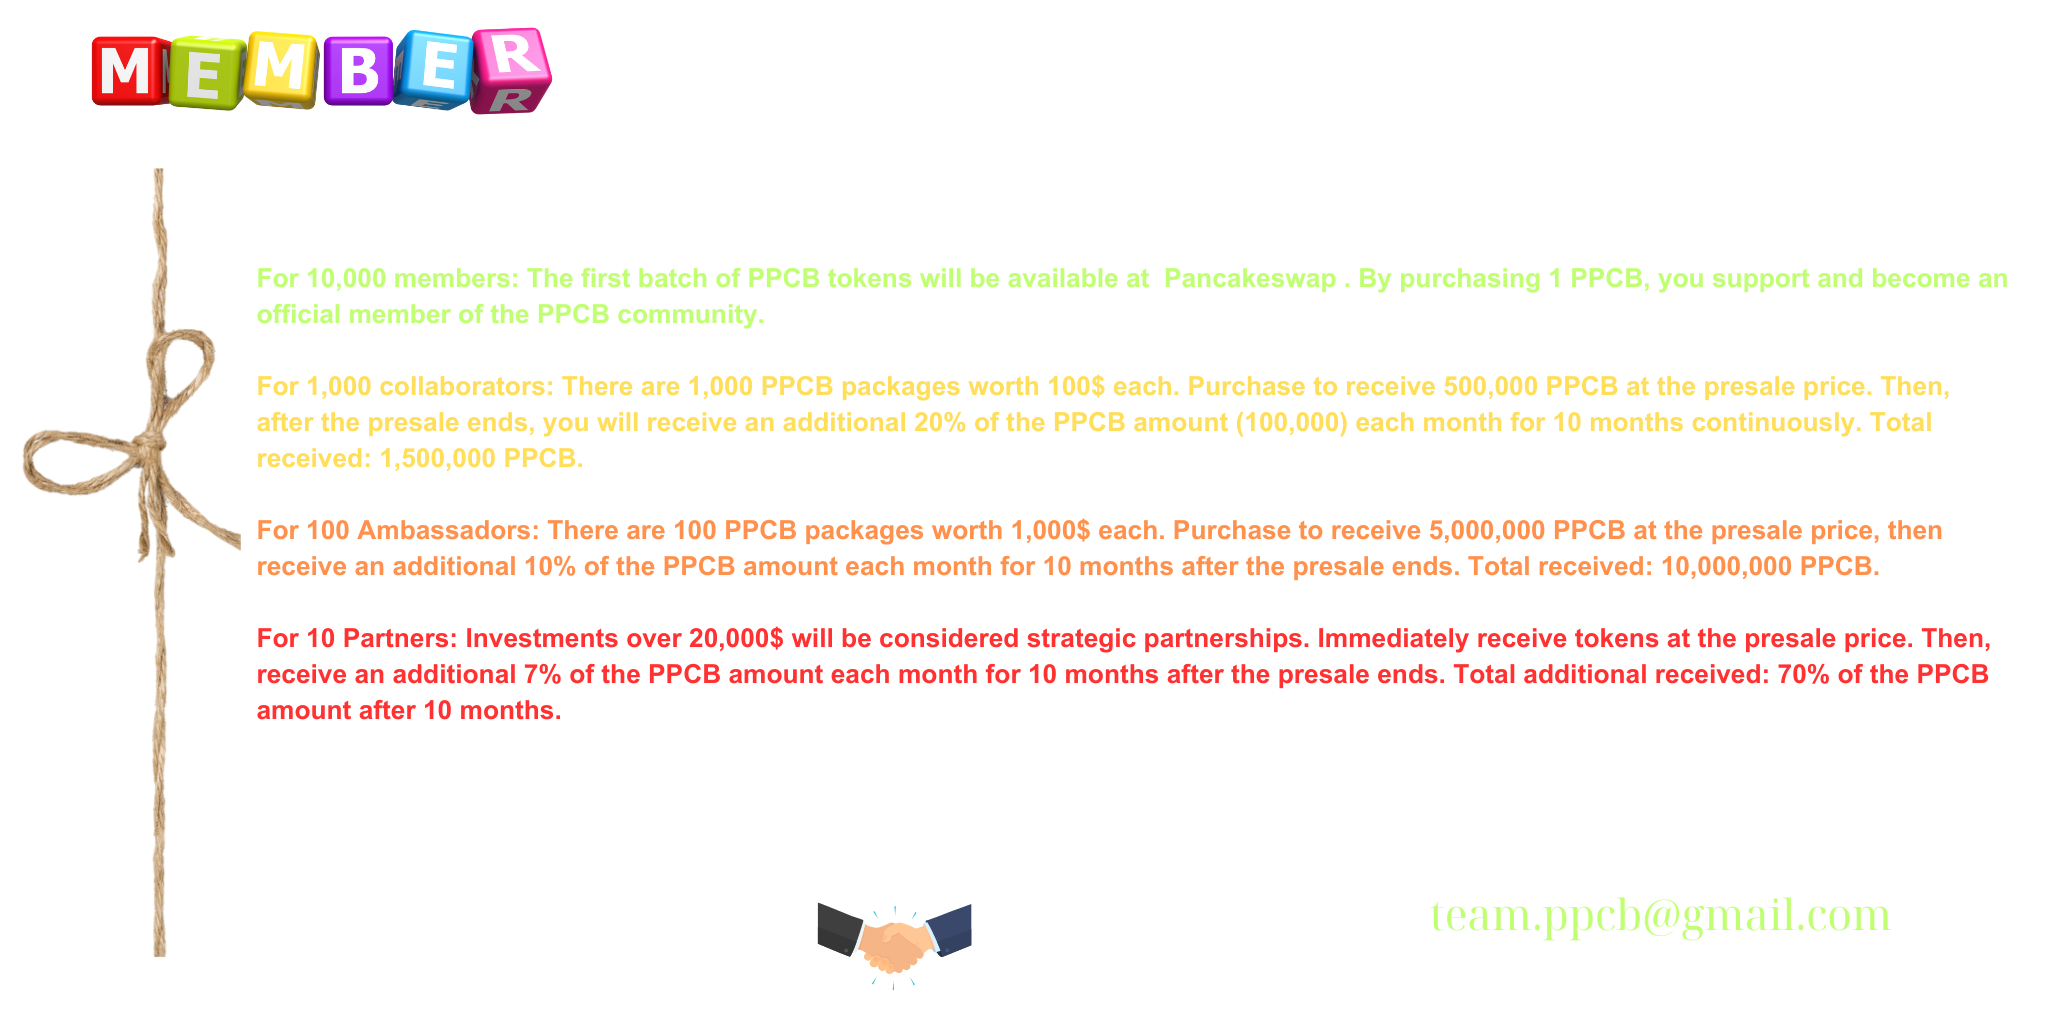 MEMBER
For 10,000 members: The first batch of PPCB tokens will be available at  Pancakeswap . By purchasing 1 PPCB, you support and become an
official member of the PPCB community.
For 1,000 collaborators: There are 1,000 PPCB packages worth 100$ each. Purchase to receive 500,000 PPCB at the presale price. Then,
after the presale ends, you will receive an additional 20% of the PPCB amount (100,000) each month for 10 months continuously. Total
received: 1,500,000 PPCB.
For 100 Ambassadors: There are 100 PPCB packages worth 1,000$ each. Purchase to receive 5,000,000 PPCB at the presale price, then
receive an additional 10% of the PPCB amount each month for 10 months after the presale ends. Total received: 10,000,000 PPCB.
For 10 Partners: Investments over 20,000$ will be considered strategic partnerships. Immediately receive tokens at the presale price. Then,
receive an additional 7% of the PPCB amount each month for 10 months after the presale ends. Total additional received: 70% of the PPCB
amount after 10 months.
team.ppcb@gmail.com